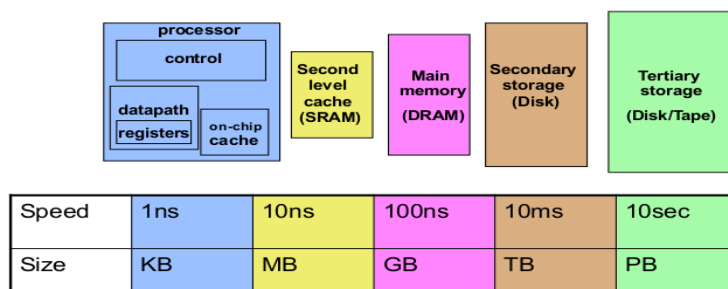 processor
control
datapath
registers
on-chip
cache
Second
level
cache
(SRAM)
Main
memory
(DRAM)
Secondary
storage
(Disk)
Tertiary
storage
(Disk/Tape)
Speed 1ns 10ns 100ns 10ms 10sec
Size KB MB GB TB PB